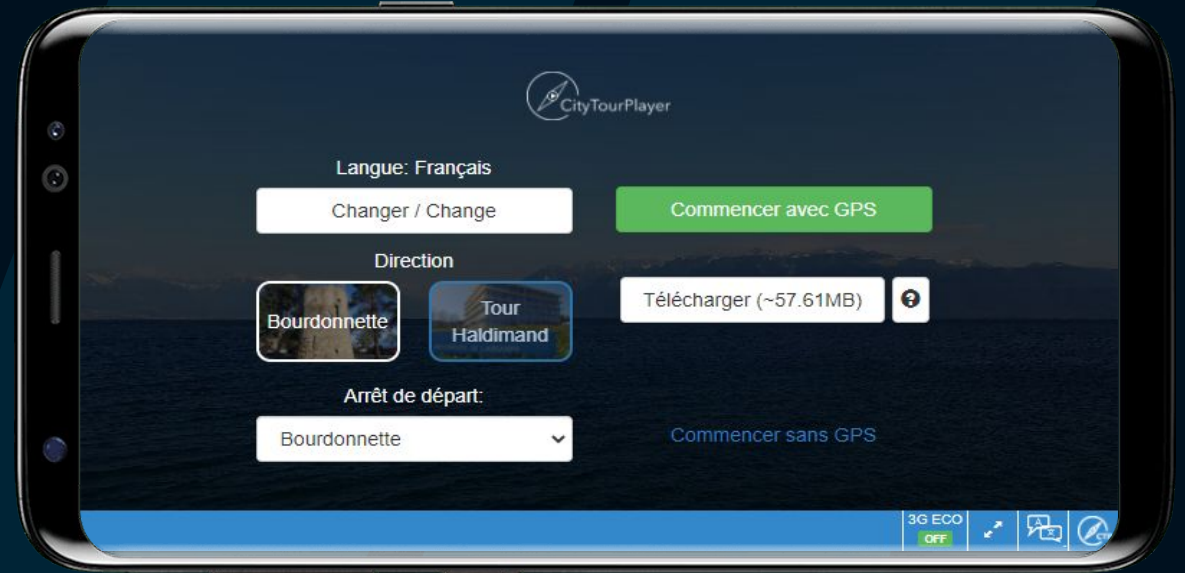 CityTourPlayer
Langue: Français
Changer / Change
Commencer avec GPS
Direction
Bourdonnette
Tour
Haldimand
Télécharger (~57.61MB)
Arrêt de départ:
Bourdonnette
Commencer sans GPS
3G ECO
OFF